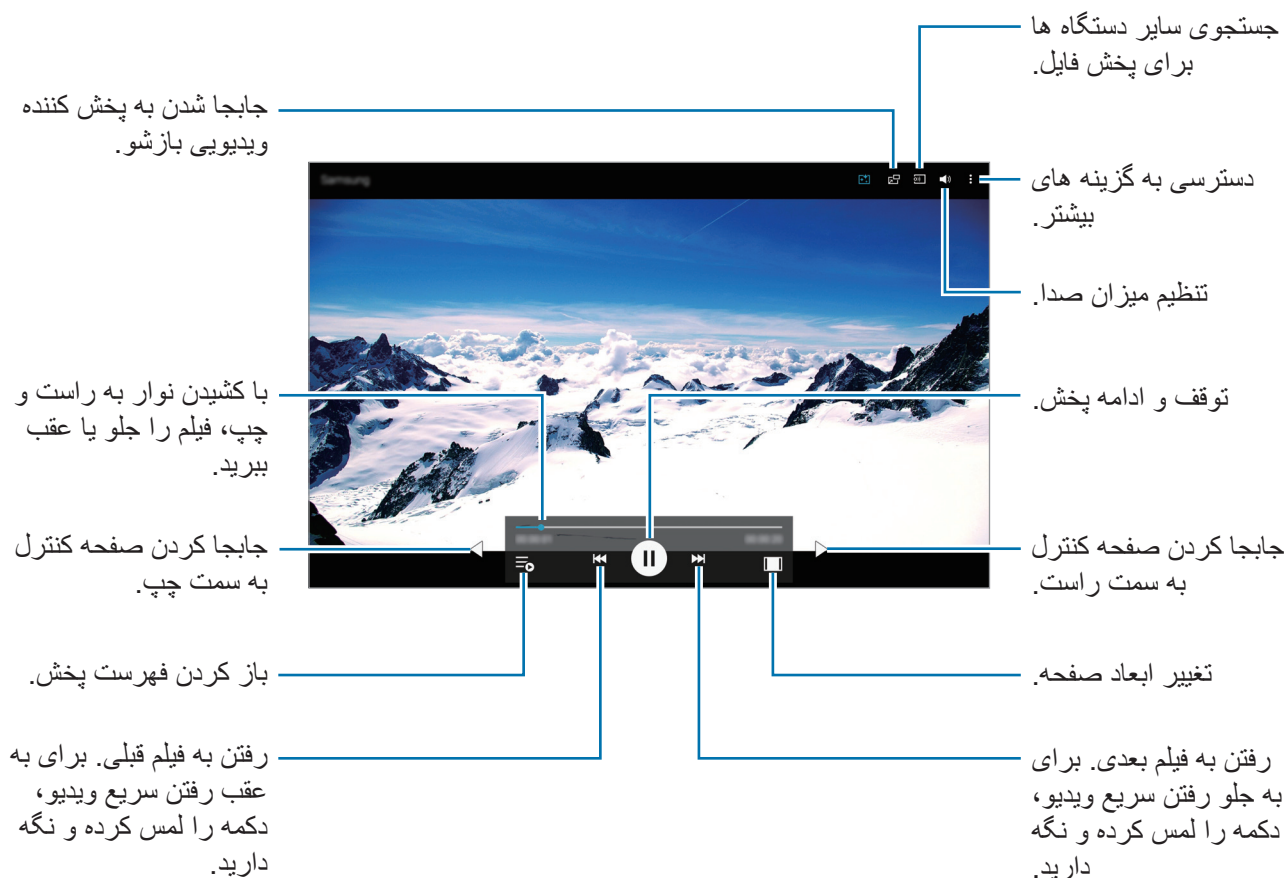 جستجوی سایر دستگاه ها
برای پخش فایل.
جابجا شدن به پخش کننده
ویدیویی بازشو.
Samsung
دسترسی به گزینه های
بیشتر.
تنظیم میزان صدا.
توقف و ادامه پخش.
با کشیدن نوار به راست و
چپ، فیلم را جلو یا عقب
ببرید.
جابجا کردن صفحه کنترل
به سمت راست.
جابجا کردن صفحه کنترل
به سمت چپ.
تغییر ابعاد صفحه.
باز کردن فهرست پخش.
رفتن به فیلم بعدی. برای
به جلو رفتن سریع ویدیو،
دکمه را لمس کرده و نگه
دارید.
رفتن به فیلم قبلی. برای به
عقب رفتن سریع ویدیو،
دکمه را لمس کرده و نگه
دارید.